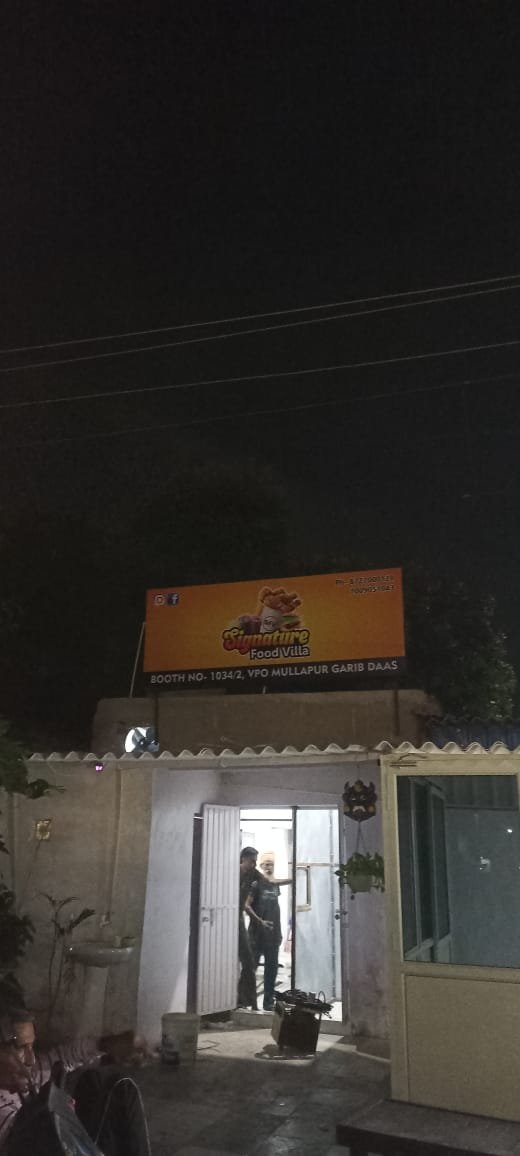 Signature
Food Villa
BOOTH NO- 1034/2, VPO MULLAPUR GARIB DAAS